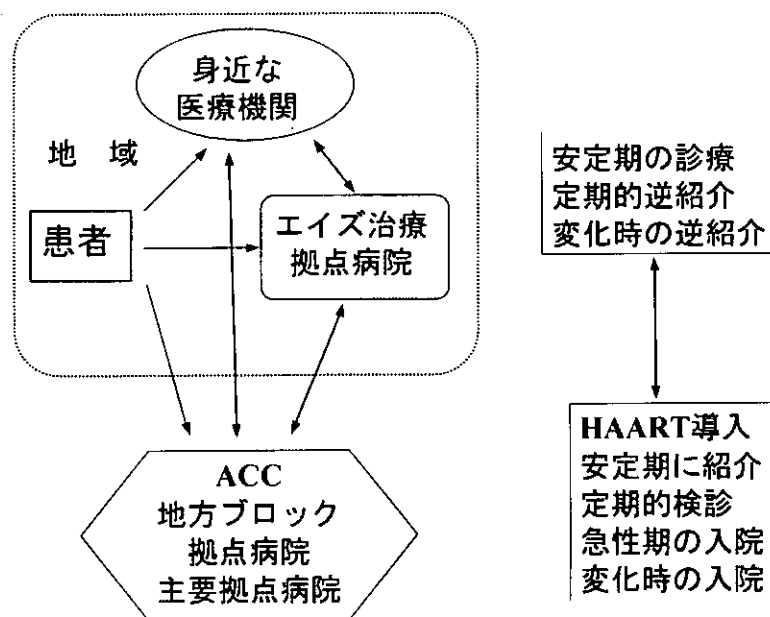 身近な
医療機関
地 域
患者
エイズ治療
拠点病院
ACC
地方ブロック
拠点病院
主要拠点病院
安定期の診療
定期的逆紹介
変化時の逆紹介
HAART導入
安定期に紹介
定期的検診
急性期の入院
変化時の入院